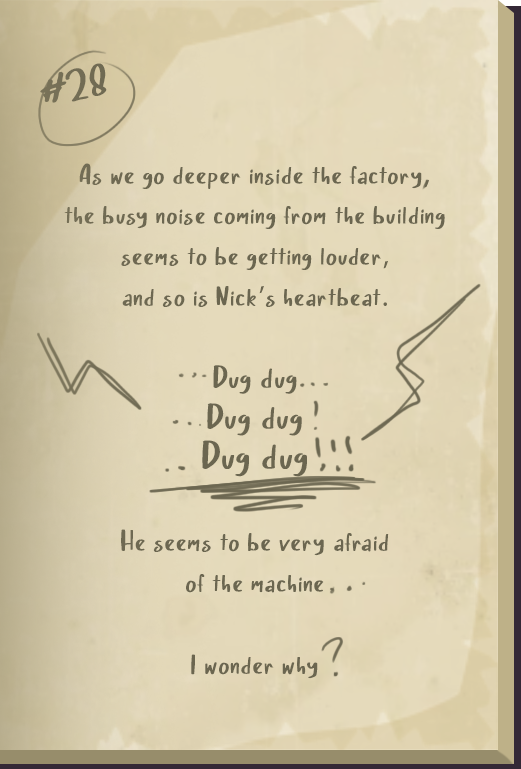 #28
As we go deeper inside the factory,
the busy noise coming from the building
seems to be getting louder,
and so is Nick's heartbeat.
...Dug dug...
...Dug dug!
.. Dug dug!!!
He seems to be very afraid
of the machine...
I wonder why?